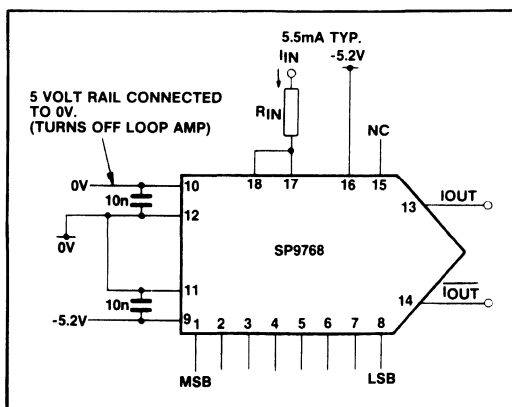 5.5mA TYP.
IIN
-5.2V
5 VOLT RAIL CONNECTED
TO 0V.
(TURNS OFF LOOP AMP)
RIN
NC
0V
10
18
17
16
15
10n
12
13
IOUT
0V
SP9768
11
10n
14
IOUT
-5.2V
9
1
2
3
4
5
6
7
8
MSB
LSB